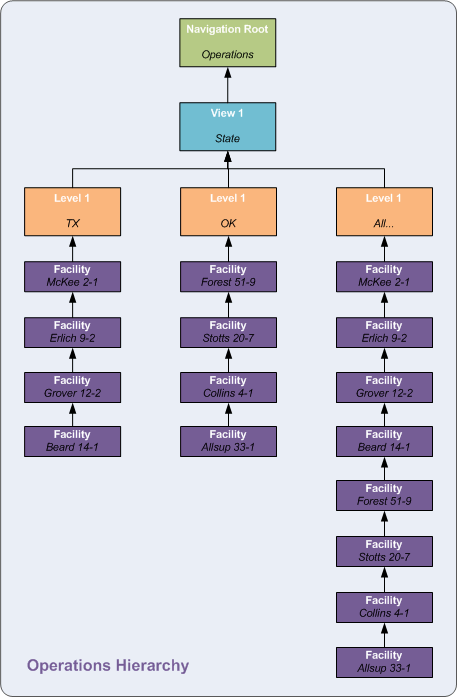 Navigation Root
Operations
View 1
State
Level 1
TX
Level 1
OK
Level 1
All...
Facility
McKee 2-1
Facility
Erlich 9-2
Facility
Grover 12-2
Facility
Beard 14-1
Facility
Forest 51-9
Facility
Stotts 20-7
Facility
Collins 4-1
Facility
Allsup 33-1
Facility
McKee 2-1
Facility
Erlich 9-2
Facility
Grover 12-2
Facility
Beard 14-1
Facility
Forest 51-9
Facility
Stotts 20-7
Facility
Collins 4-1
Facility
Allsup 33-1
Operations Hierarchy